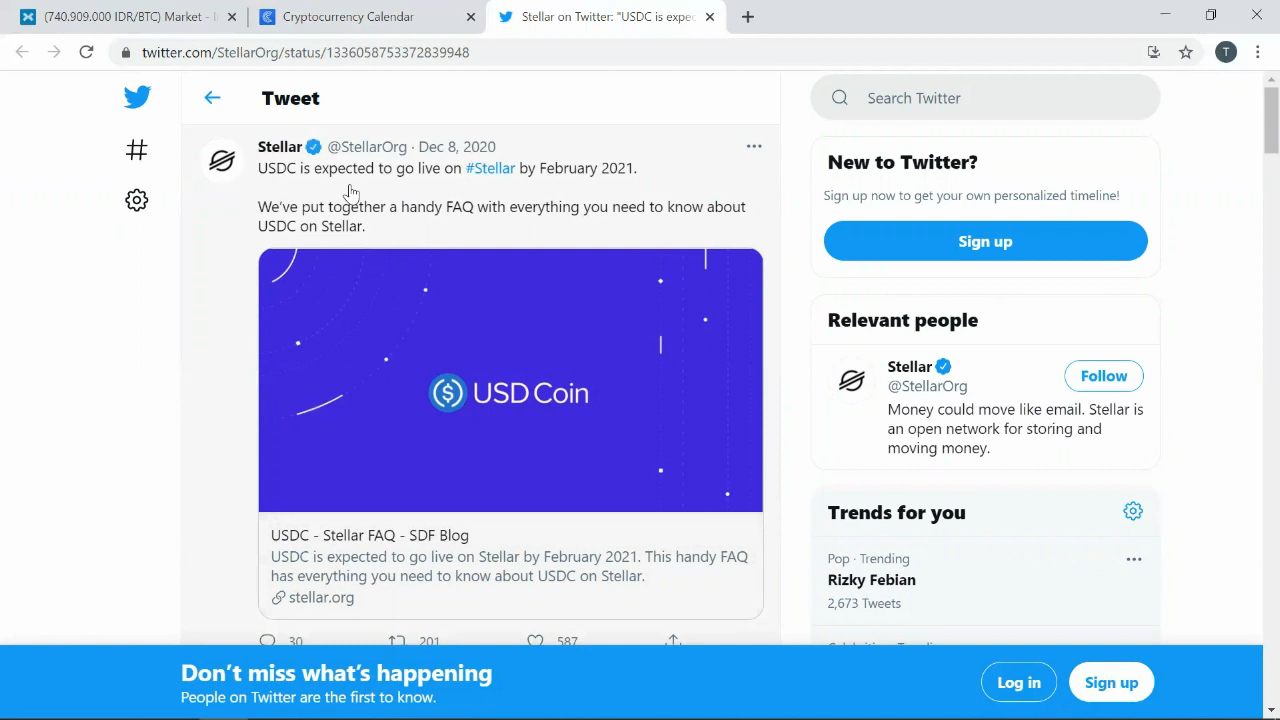 (740.909.000 IDR/BTC) Market -
Cryptocurrency Calendar
Stellar on Twitter: "USDC is expec
twitter.com/StellarOrg/status/1336058753372839948
T
Tweet
Stellar @StellarOrg · Dec 8, 2020
USDC is expected to go live on #Stellar by February 2021.
We've put together a handy FAQ with everything you need to know about
USDC on Stellar.
USD Coin
USDC - Stellar FAQ - SDF Blog
USDC is expected to go live on Stellar by February 2021. This handy FAQ
has everything you need to know about USDC on Stellar.
stellar.org
30 201 587
Search Twitter
New to Twitter?
Sign up now to get your own personalized timeline!
Sign up
Relevant people
Stellar
@StellarOrg
Follow
Money could move like email. Stellar is
an open network for storing and
moving money.
Trends for you
Pop · Trending
Rizky Febian
2,673 Tweets
Don't miss what's happening
People on Twitter are the first to know.
Log in
Sign up